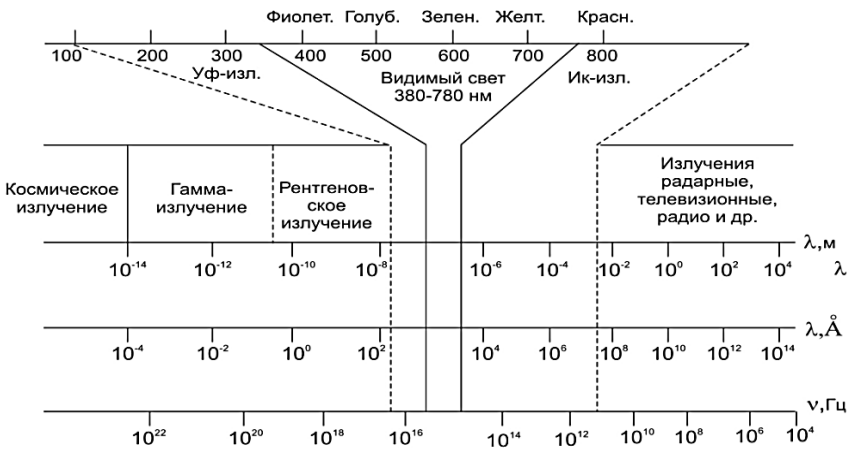 Фиолет. Голуб. Зелен. Желт. Красн.
100 200 300 400 500 600 700 800
Уф-изл. Видимый свет Ик-изл.
380-780 нм
Космическое излучение
Гамма-
излучение
Рентгенов-
ское
излучение
Излучения
радарные,
телевизионные,
радио и др.
λ,м
10⁻¹⁴ 10⁻¹² 10⁻¹⁰ 10⁻⁸ 10⁻⁶ 10⁻⁴ 10⁻² 10⁰ 10² 10⁴ λ
λ,Å
10⁻⁴ 10⁻² 10⁰ 10² 10⁴ 10⁶ 10⁸ 10¹⁰ 10¹² 10¹⁴
ν,Гц
10²² 10²⁰ 10¹⁸ 10¹⁶ 10¹⁴ 10¹² 10¹⁰ 10⁸ 10⁶ 10⁴